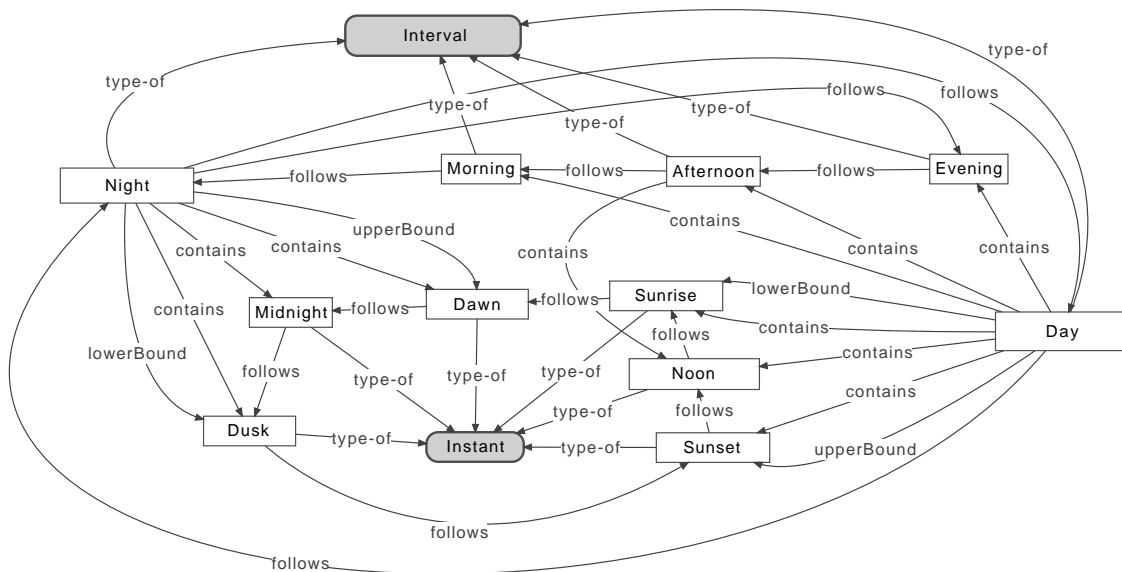 Interval
type-of
type-of
follows
follows
type-of
type-of
type-of
Night
follows
Morning
follows
Afternoon
follows
Evening
upperBound
contains
contains
contains
contains
contains
contains
contains
Midnight
follows
Dawn
follows
Sunrise
lowerBound
contains
Day
lowerBound
follows
type-of
type-of
type-of
follows
Noon
contains
contains
type-of
follows
Dusk
type-of
Instant
type-of
Sunset
upperBound
follows
follows